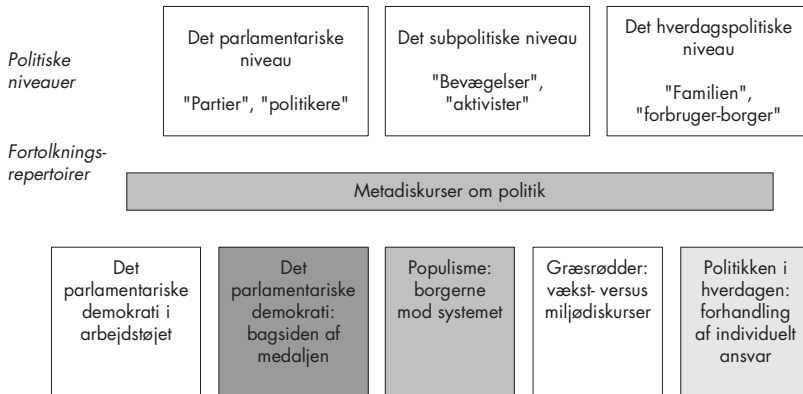 Politiske
niveauer
Det parlamentariske
niveau
"Partier", "politikere"
Det subpolitiske niveau
"Bevægelser",
"aktivister"
Det hverdagspolitiske
niveau
"Familien",
"forbruger-borger"
Fortolknings-
repertoirer
Metadiskurser om politik
Det
parlamentariske
demokrati i
arbejdstøjet
Det
parlamentariske
demokrati:
bagsiden af
medaljen
Populisme:
borgerne
mod systemet
Græsrødder:
vækst- versus
miljødiskurser
Politikken i
hverdagen:
forhandling
af individuelt
ansvar